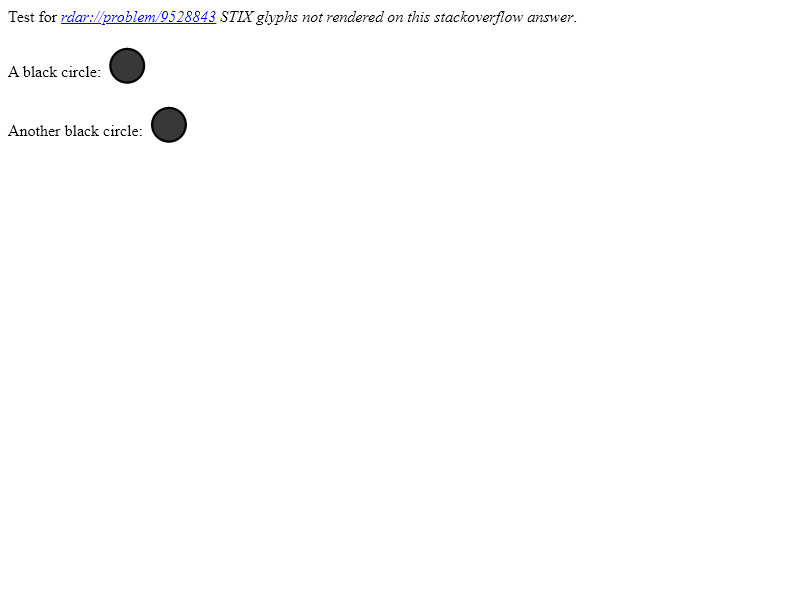 Test for rdar://problem/9528843 STIX glyphs not rendered on this stackoverflow answer.
A black circle: ⚫
Another black circle: ⚫